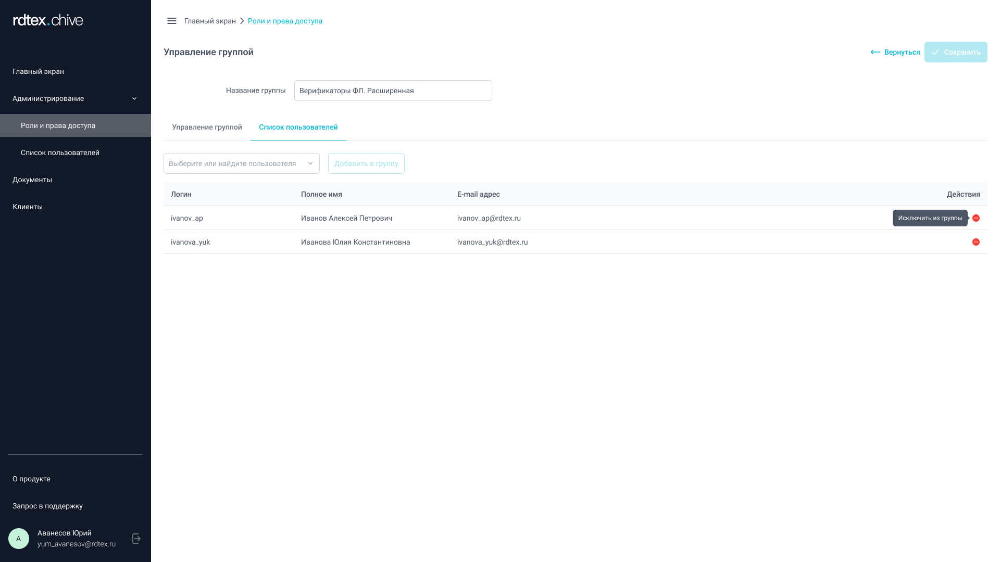 rdtex.chive
Главный экран
Администрирование
Роли и права доступа
Список пользователей
Документы
Клиенты
О продукте
Запрос в поддержку
А
Аванесов Юрий
yum_avanesov@rdtex.ru
Главный экран
Роли и права доступа
Управление группой
Вернуться
Сохранить
Название группы
Верификаторы ФЛ. Расширенная
Управление группой
Список пользователей
Выберите или найдите пользователя
Добавить в группу
Логин
Полное имя
E-mail адрес
Действия
ivanov_ap
Иванов Алексей Петрович
ivanov_ap@rdtex.ru
Исключить из группы
ivanova_yuk
Иванова Юлия Константиновна
ivanova_yuk@rdtex.ru